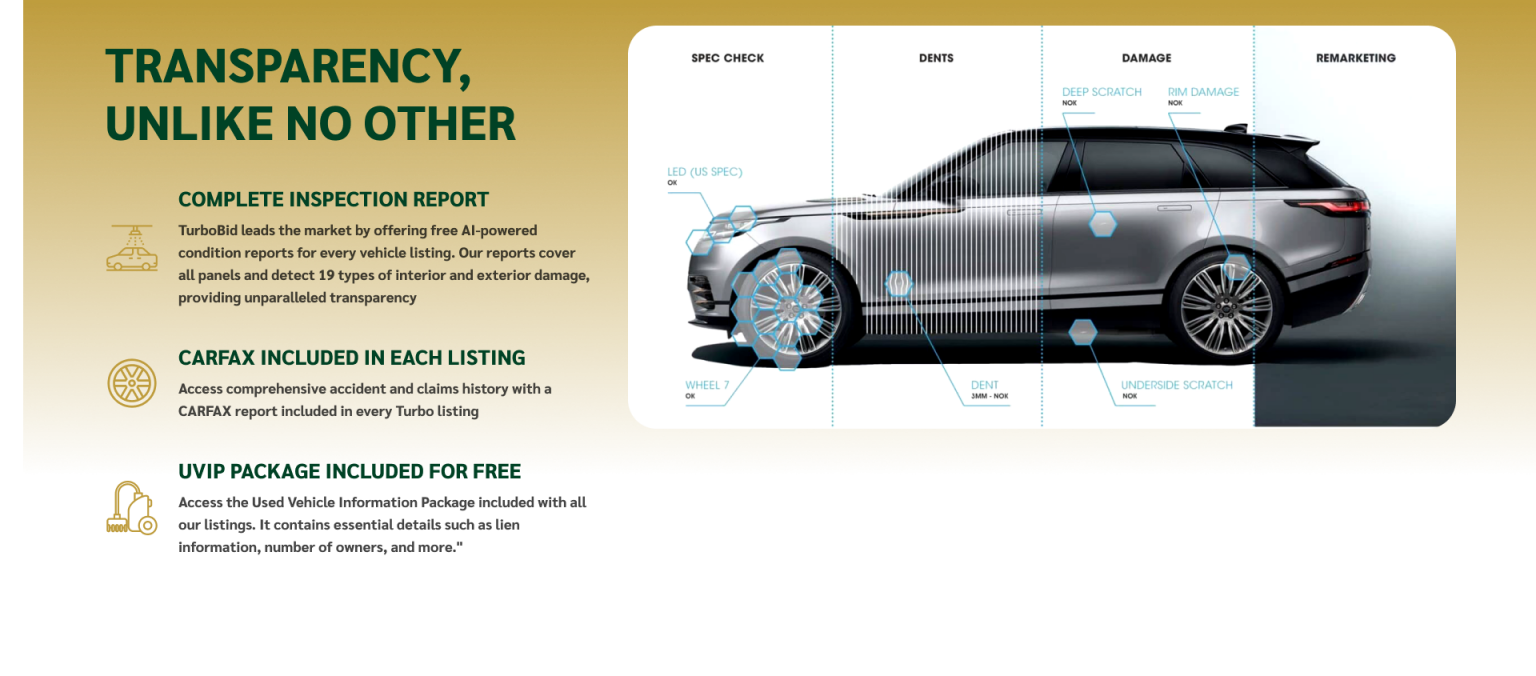 TRANSPARENCY,
UNLIKE NO OTHER
COMPLETE INSPECTION REPORT
TurboBid leads the market by offering free AI-powered
condition reports for every vehicle listing. Our reports cover
all panels and detect 19 types of interior and exterior damage,
providing unparalleled transparency
CARFAX INCLUDED IN EACH LISTING
Access comprehensive accident and claims history with a
CARFAX report included in every Turbo listing
UVIP PACKAGE INCLUDED FOR FREE
Access the Used Vehicle Information Package included with all
our listings. It contains essential details such as lien
information, number of owners, and more."
SPEC CHECK
DENTS
DAMAGE
REMARKETING
DEEP SCRATCH
NOK
RIM DAMAGE
NOK
LED (US SPEC)
OK
WHEEL 7
OK
DENT
3MM - NOK
UNDERSIDE SCRATCH
NOK